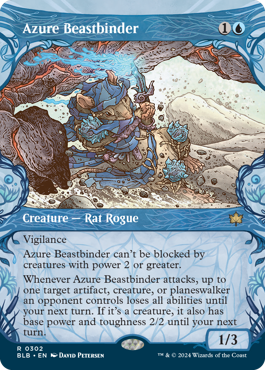 Azure Beastbinder 1
Creature — Rat Rogue
Vigilance
Azure Beastbinder can't be blocked by
creatures with power 2 or greater.
Whenever Azure Beastbinder attacks, up to
one target artifact, creature, or planeswalker
an opponent controls loses all abilities until
your next turn. If it's a creature, it also has
base power and toughness 2/2 until your next
turn.
1/3
R 0302
BLB • EN DAVID PETERSEN
™ & © 2024 Wizards of the Coast